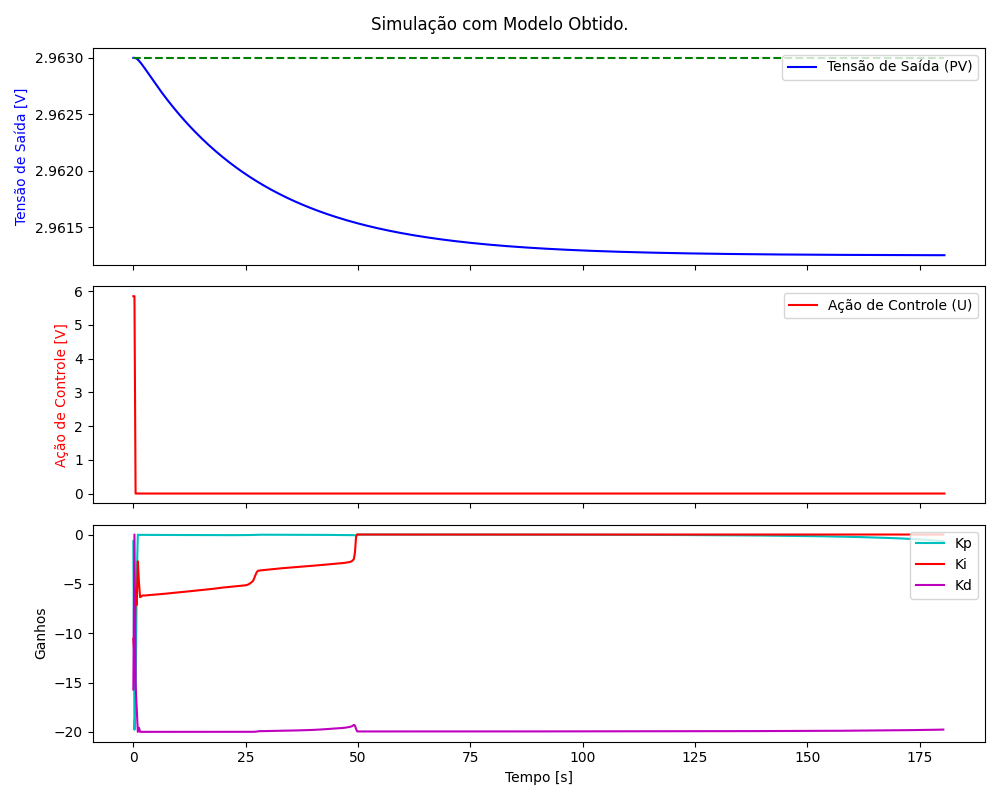 Simulação com Modelo Obtido.
Tensão de Saída [V]
2.9630
2.9625
2.9620
2.9615
Tensão de Saída (PV)
Ação de Controle [V]
6
5
4
3
2
1
0
Ação de Controle (U)
Ganhos
0
−5
−10
−15
−20
Kp
Ki
Kd
0
25
50
75
100
125
150
175
Tempo [s]